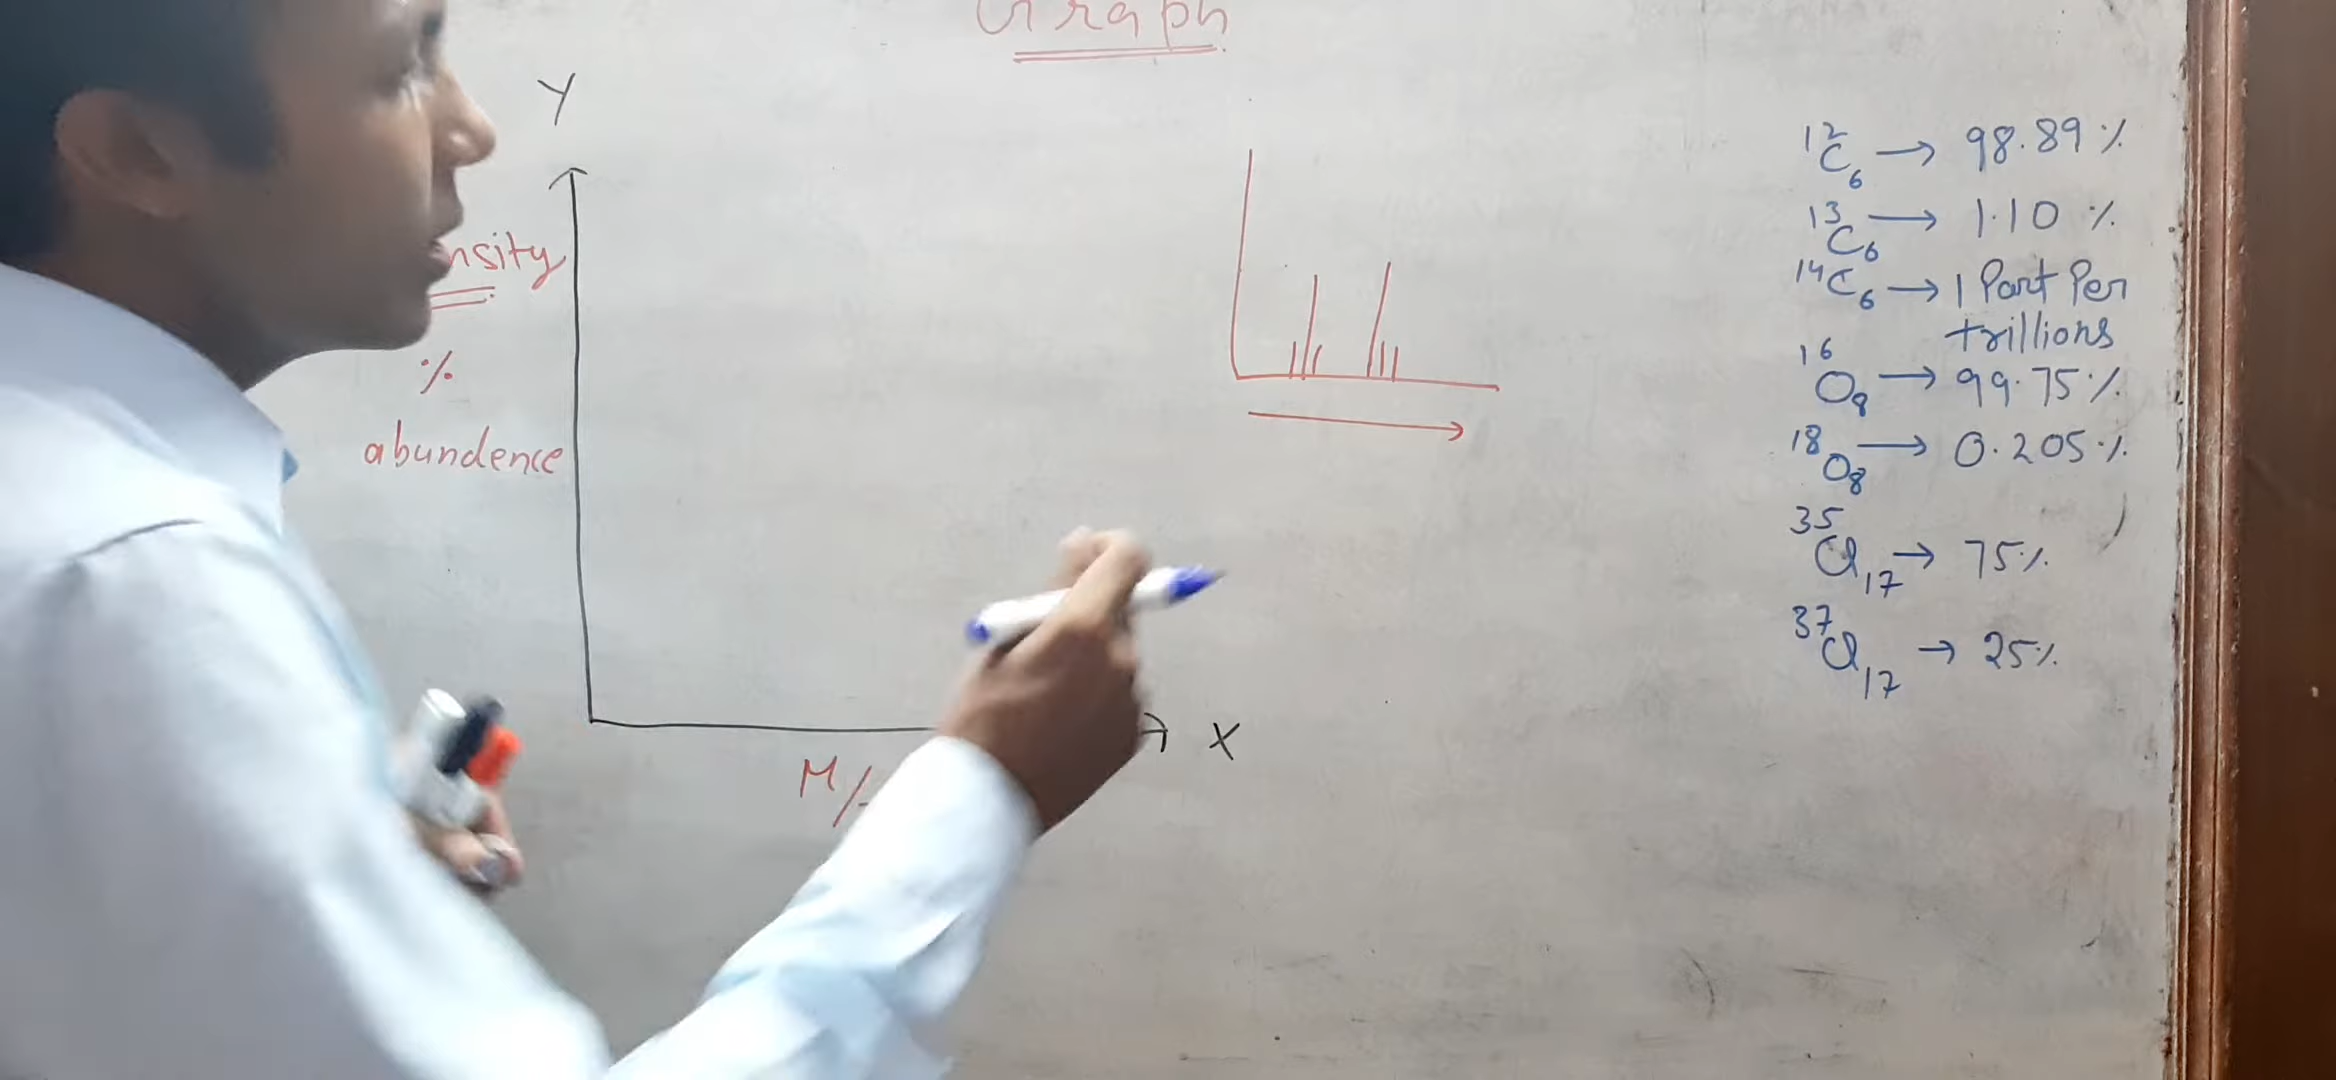 Graph
Y
%
abundence
X
M/
¹²C₆ → 98.89 %
¹³C₆ → 1.10 %
¹⁴C₆ → 1 Part Per
trillions
¹⁶O₈ → 99.75%
¹⁸O₈ → 0.205%
³⁵Cl₁₇ → 75%
³⁷Cl₁₇ → 25%